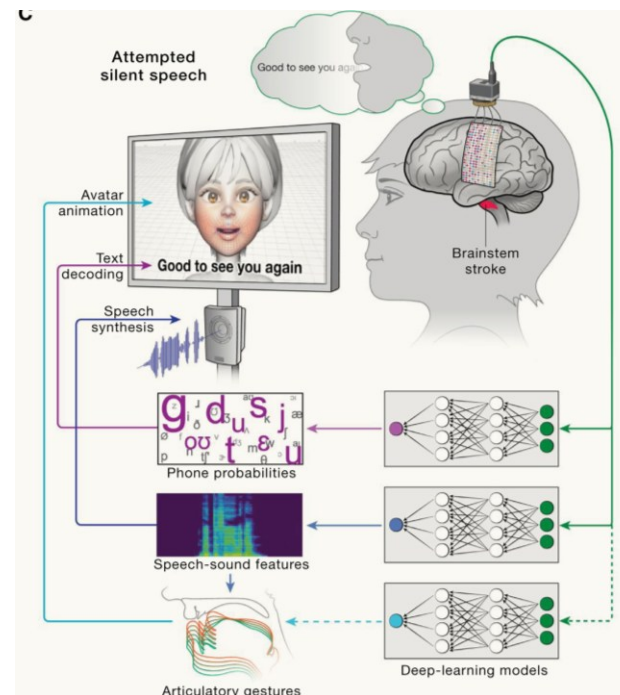 C
Attempted
silent speech
Good to see you aga
Avatar
animation
Text
decoding
Good to see you again
Speech
synthesis
Brainstem
stroke
Phone probabilities
Speech-sound features
Articulatory gestures
Deep-learning models